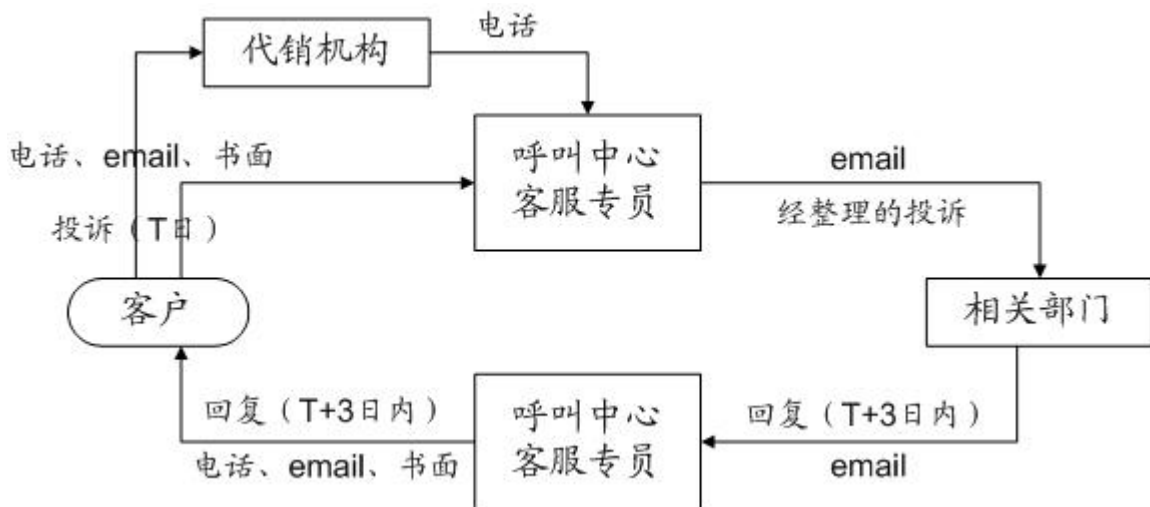 代销机构
电话
电话、email、书面
呼叫中心
客服专员
email
经整理的投诉
投诉（T日）
客户
相关部门
回复（T+3日内）
电话、email、书面
呼叫中心
客服专员
回复（T+3日内）
email